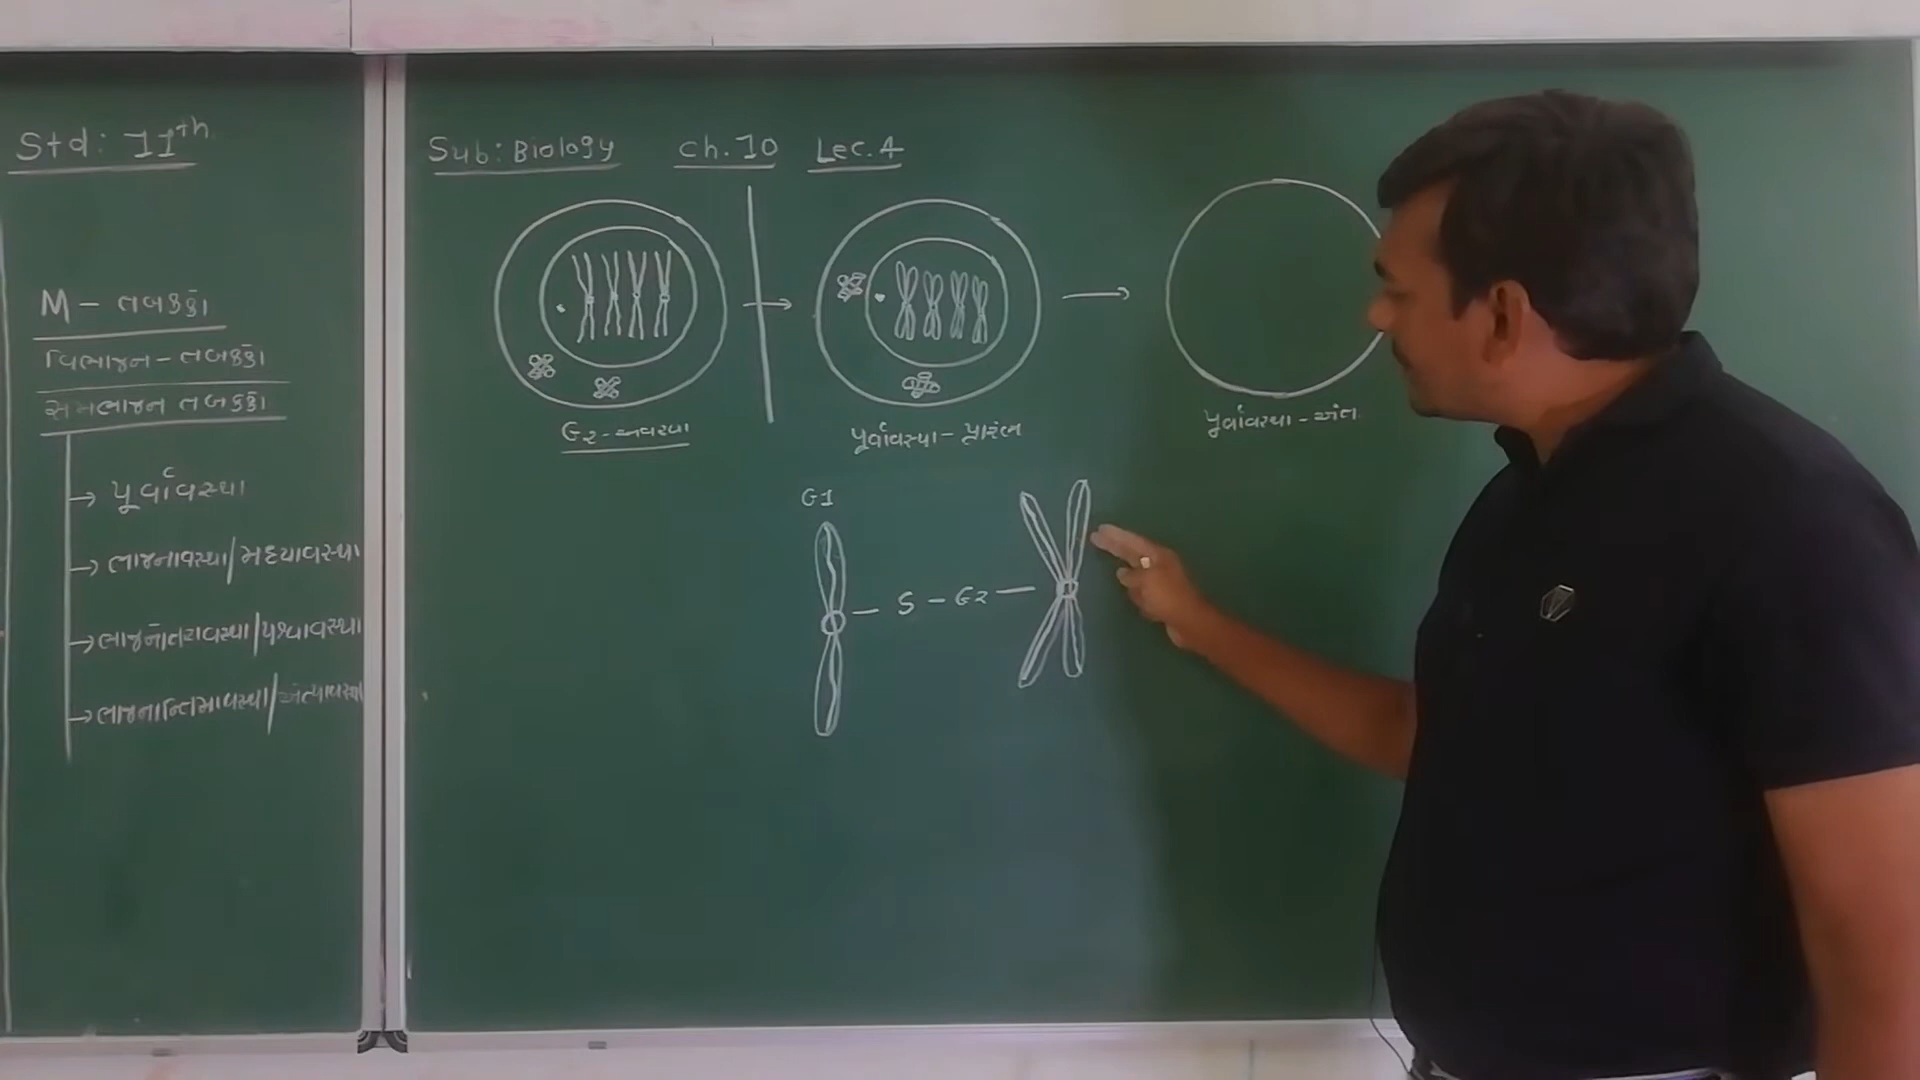 Std: 11th
Sub: Biology Ch. 10 Lec. 4
M - તબક્કો
વિભાજન - તબક્કો
સમભાજન તબક્કો
→ પૂર્વાવસ્થા
→ ભાજનાવસ્થા/મધ્યાવસ્થા
→ ભાજનોત્તરાવસ્થા/પશ્ચાવસ્થા
→ ભાજનાન્તિમાવસ્થા/અંત્યાવસ્થા
G2 - અવસ્થા
પૂર્વાવસ્થા - પ્રારંભ
પૂર્વાવસ્થા - અંત
G1
- S - G2 -